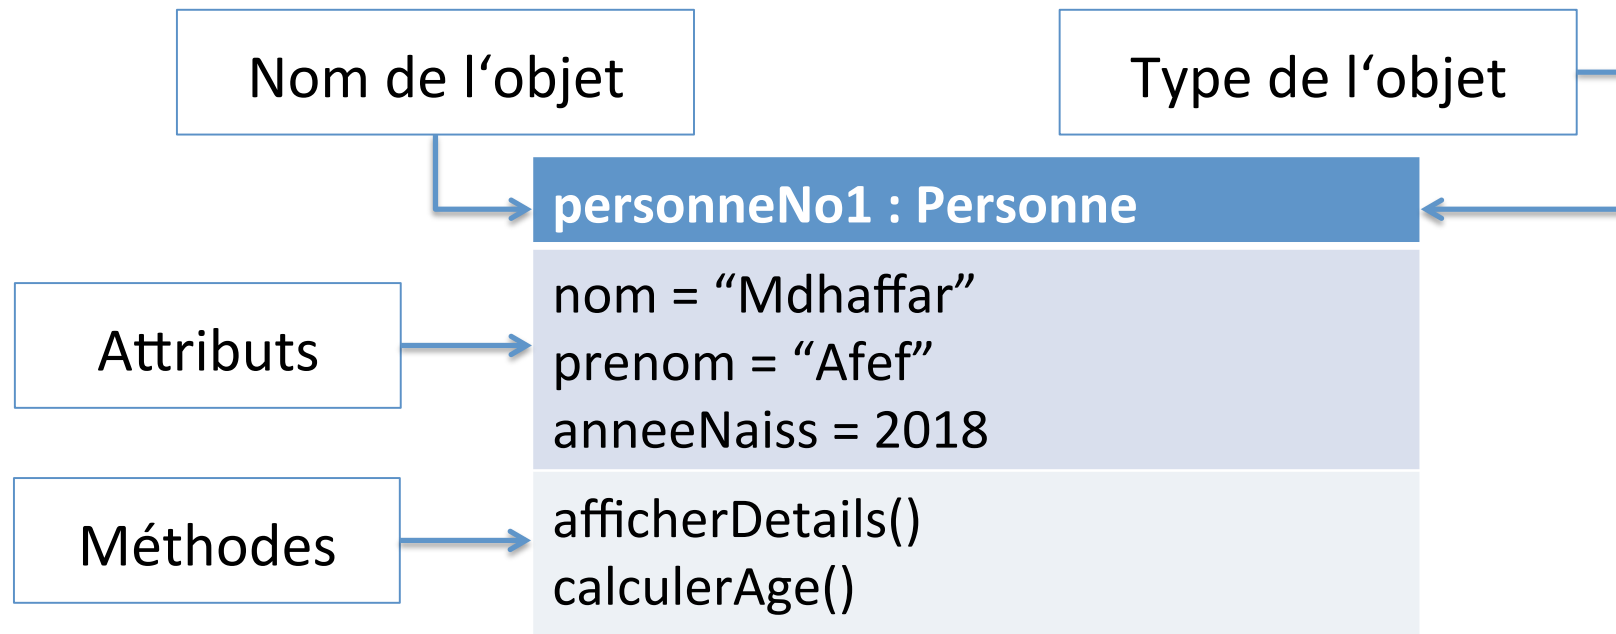 Nom de l‘objet
Type de l‘objet
personneNo1 : Personne
Attributs
nom = “Mdhaffar”
prenom = “Afef”
anneeNaiss = 2018
Méthodes
afficherDetails()
calculerAge()